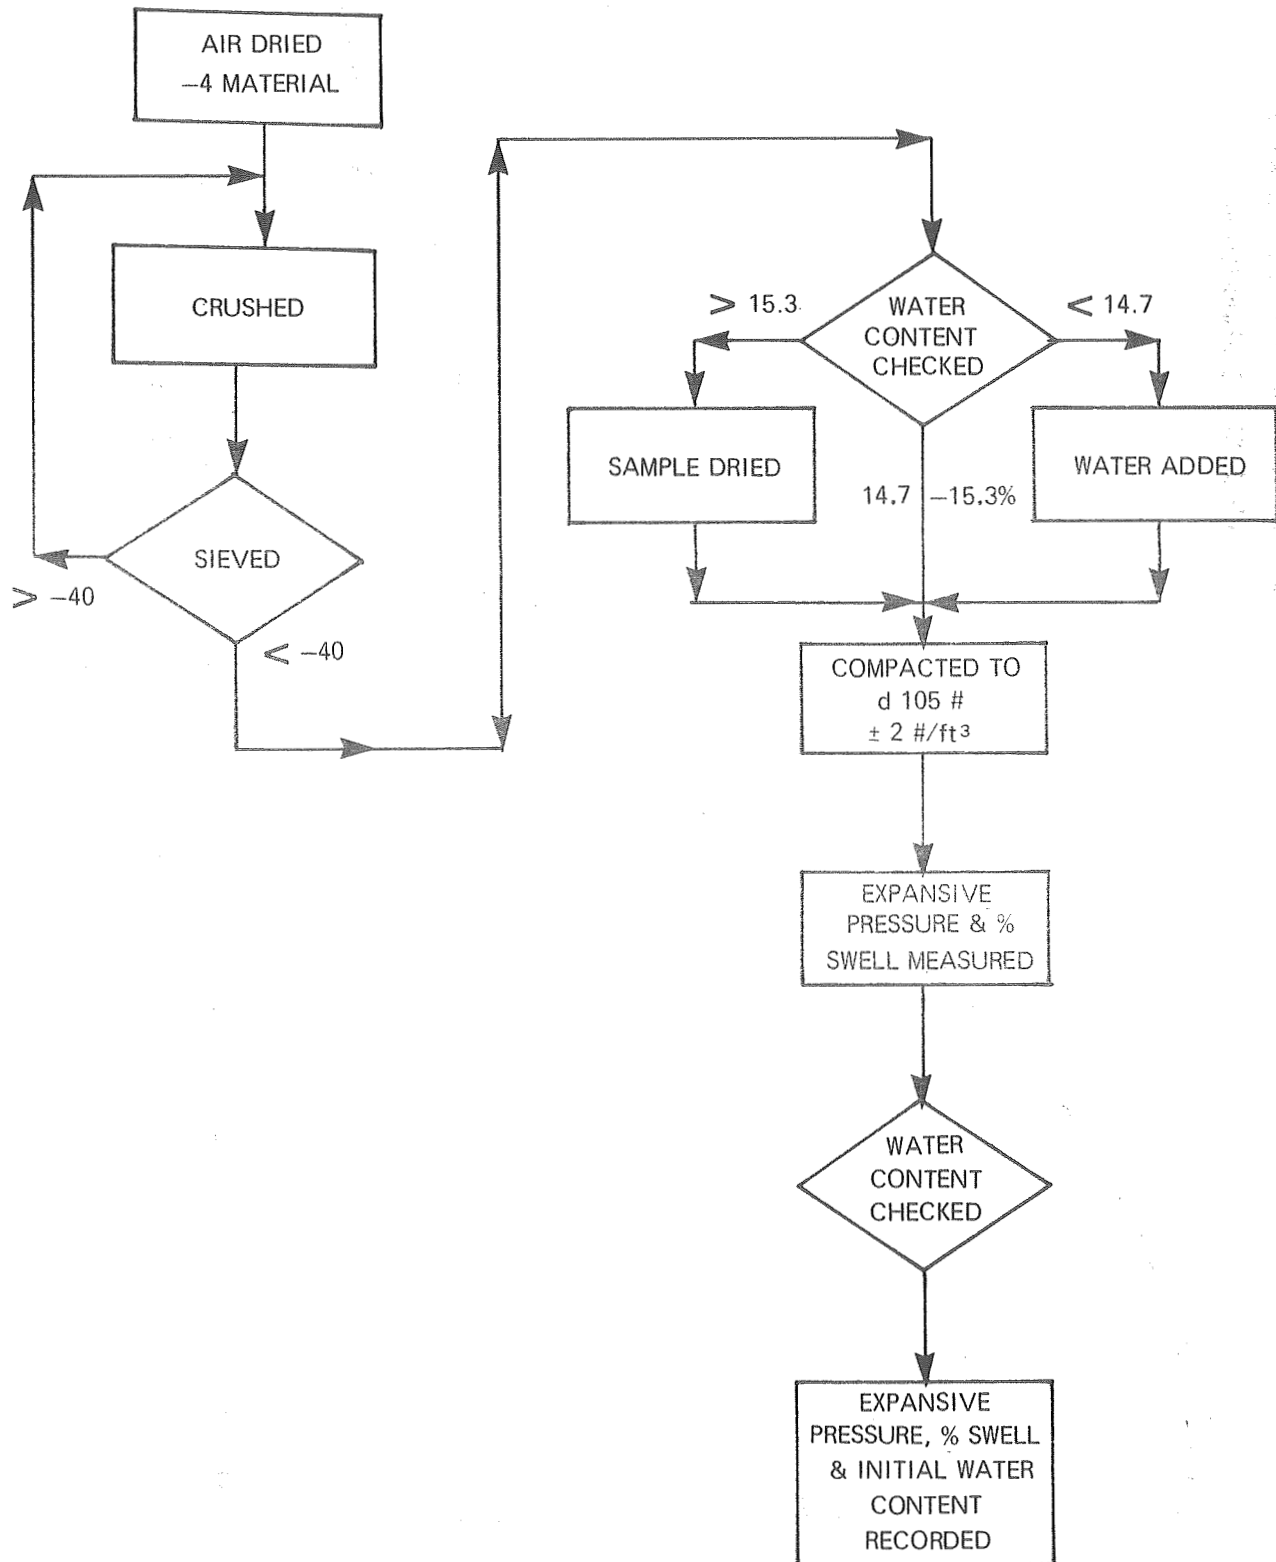 AIR DRIED
–4 MATERIAL
CRUSHED
SIEVED
> –40
< –40
WATER
CONTENT
CHECKED
> 15.3
< 14.7
SAMPLE DRIED
14.7 –15.3%
WATER ADDED
COMPACTED TO
d 105 #
± 2 #/ft³
EXPANSIVE
PRESSURE & %
SWELL MEASURED
WATER
CONTENT
CHECKED
EXPANSIVE
PRESSURE, % SWELL
& INITIAL WATER
CONTENT
RECORDED